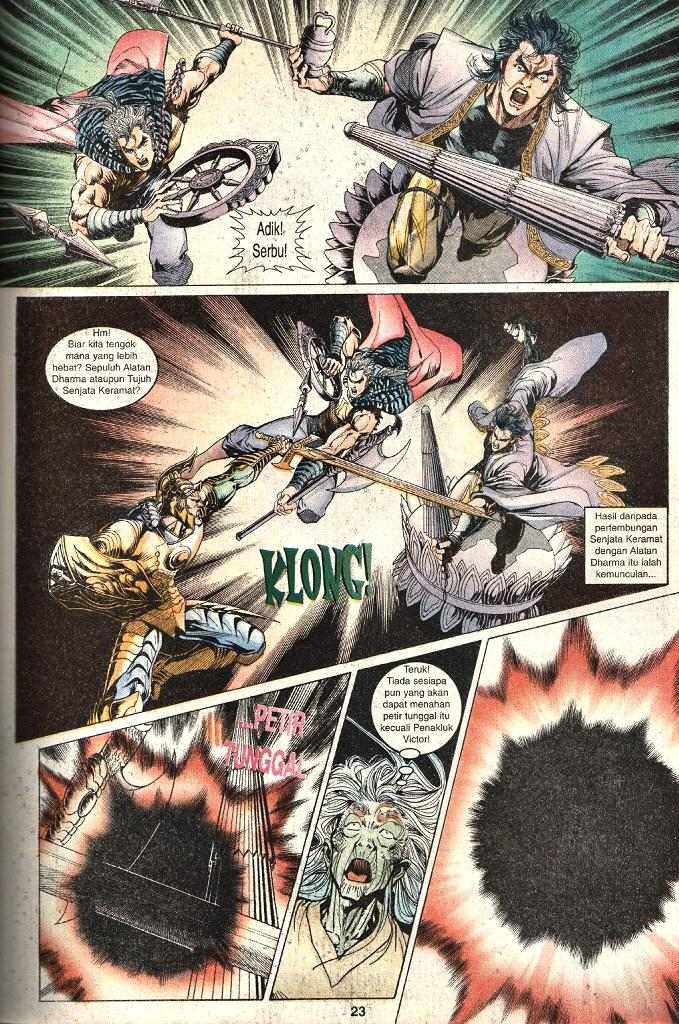 Adik!
Serbu!
Hm!
Biar kita tengok
mana yang lebih
hebat? Sepuluh Alatan
Dharma ataupun Tujuh
Senjata Keramat?
KLONG!
Hasil daripada
pertembungan
Senjata Keramat
dengan Alatan
Dharma itu ialah
kemunculan...
...PETIR
TUNGGAL
Teruk!
Tiada sesiapa
pun yang akan
dapat menahan
petir tunggal itu
kecuali Penakluk
Victor!
23